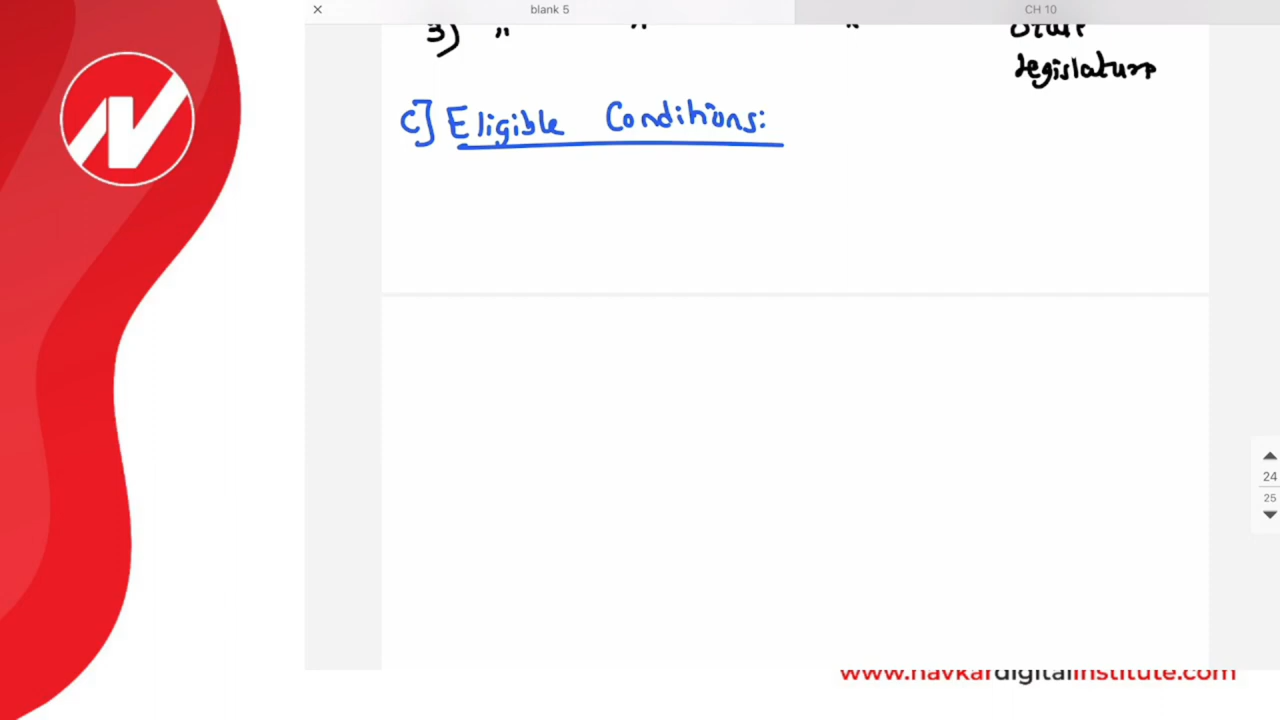 blank 5
CH 10
3) " " "
legislature
C] Eligible Conditions:
24
25
www.navkardigitalinstitute.com